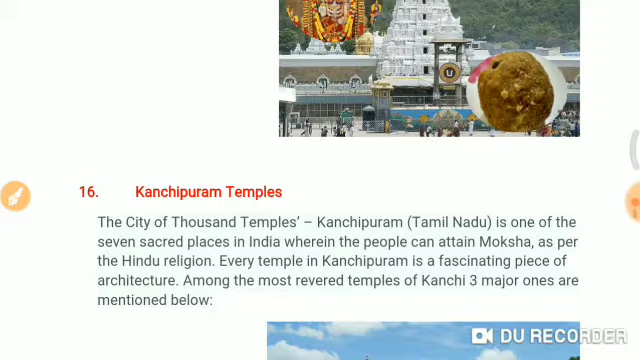 16. Kanchipuram Temples
The City of Thousand Temples’ – Kanchipuram (Tamil Nadu) is one of the
seven sacred places in India wherein the people can attain Moksha, as per
the Hindu religion. Every temple in Kanchipuram is a fascinating piece of
architecture. Among the most revered temples of Kanchi 3 major ones are
mentioned below:
DU RECORDER